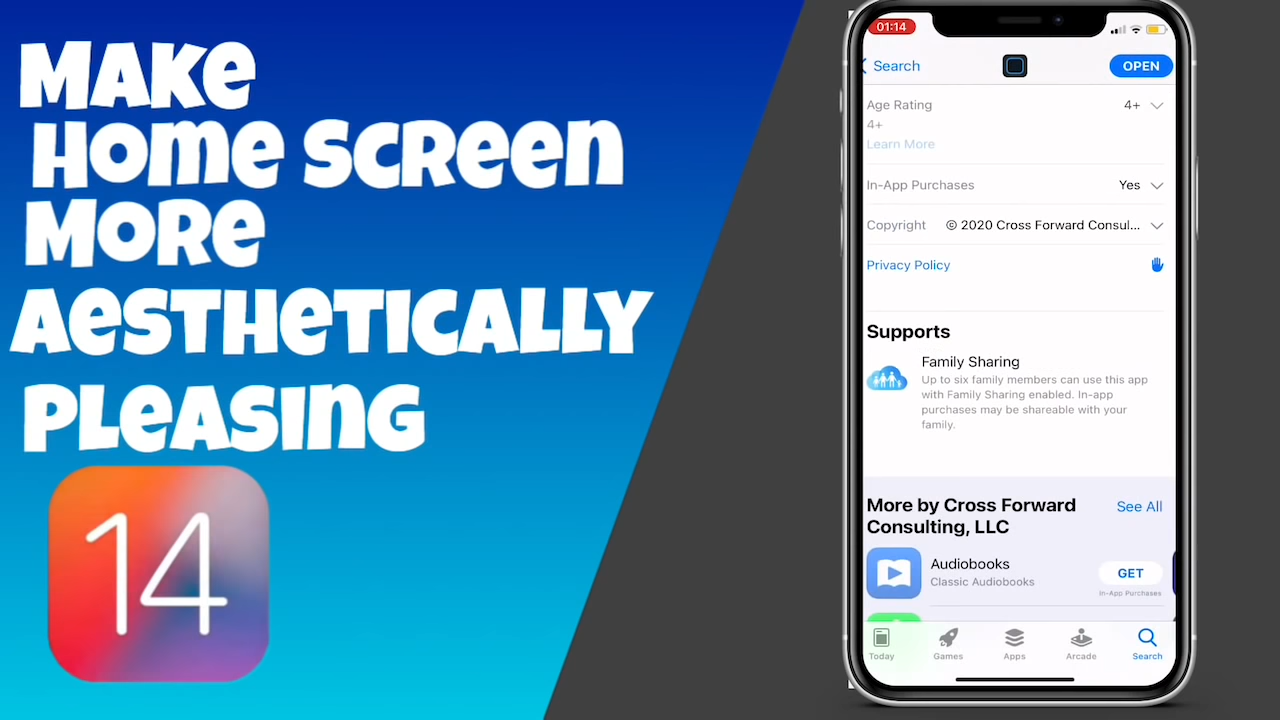 Make
Home Screen
More
Aesthetically
Pleasing
14
01:14
Search
OPEN
Age Rating
4+
4+
Learn More
In-App Purchases
Yes
Copyright
© 2020 Cross Forward Consul...
Privacy Policy
Supports
Family Sharing
Up to six family members can use this app
with Family Sharing enabled. In-app
purchases may be shareable with your
family.
More by Cross Forward
Consulting, LLC
See All
Audiobooks
Classic Audiobooks
GET
In-App Purchases
Today
Games
Apps
Arcade
Search